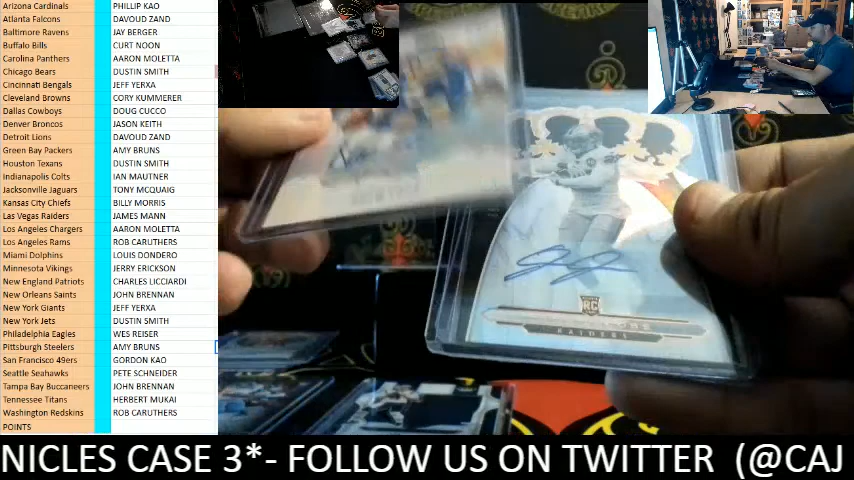 Arizona Cardinals PHILLIP KAO
Atlanta Falcons DAVOUD ZAND
Baltimore Ravens JAY BERGER
Buffalo Bills CURT NOON
Carolina Panthers AARON MOLETTA
Chicago Bears DUSTIN SMITH
Cincinnati Bengals JEFF YERXA
Cleveland Browns CORY KUMMERER
Dallas Cowboys DOUG CUCCO
Denver Broncos JASON KEITH
Detroit Lions DAVOUD ZAND
Green Bay Packers AMY BRUNS
Houston Texans DUSTIN SMITH
Indianapolis Colts IAN MAUTNER
Jacksonville Jaguars TONY MCQUAIG
Kansas City Chiefs BILLY MORRIS
Las Vegas Raiders JAMES MANN
Los Angeles Chargers AARON MOLETTA
Los Angeles Rams ROB CARUTHERS
Miami Dolphins LOUIS DONDERO
Minnesota Vikings JERRY ERICKSON
New England Patriots CHARLES LICCIARDI
New Orleans Saints JOHN BRENNAN
New York Giants JEFF YERXA
New York Jets DUSTIN SMITH
Philadelphia Eagles WES REISER
Pittsburgh Steelers AMY BRUNS
San Francisco 49ers GORDON KAO
Seattle Seahawks PETE SCHNEIDER
Tampa Bay Buccaneers JOHN BRENNAN
Tennessee Titans HERBERT MUKAI
Washington Redskins ROB CARUTHERS
POINTS
RC
RAIDERS
NICLES CASE 3*- FOLLOW US ON TWITTER (@CAJ